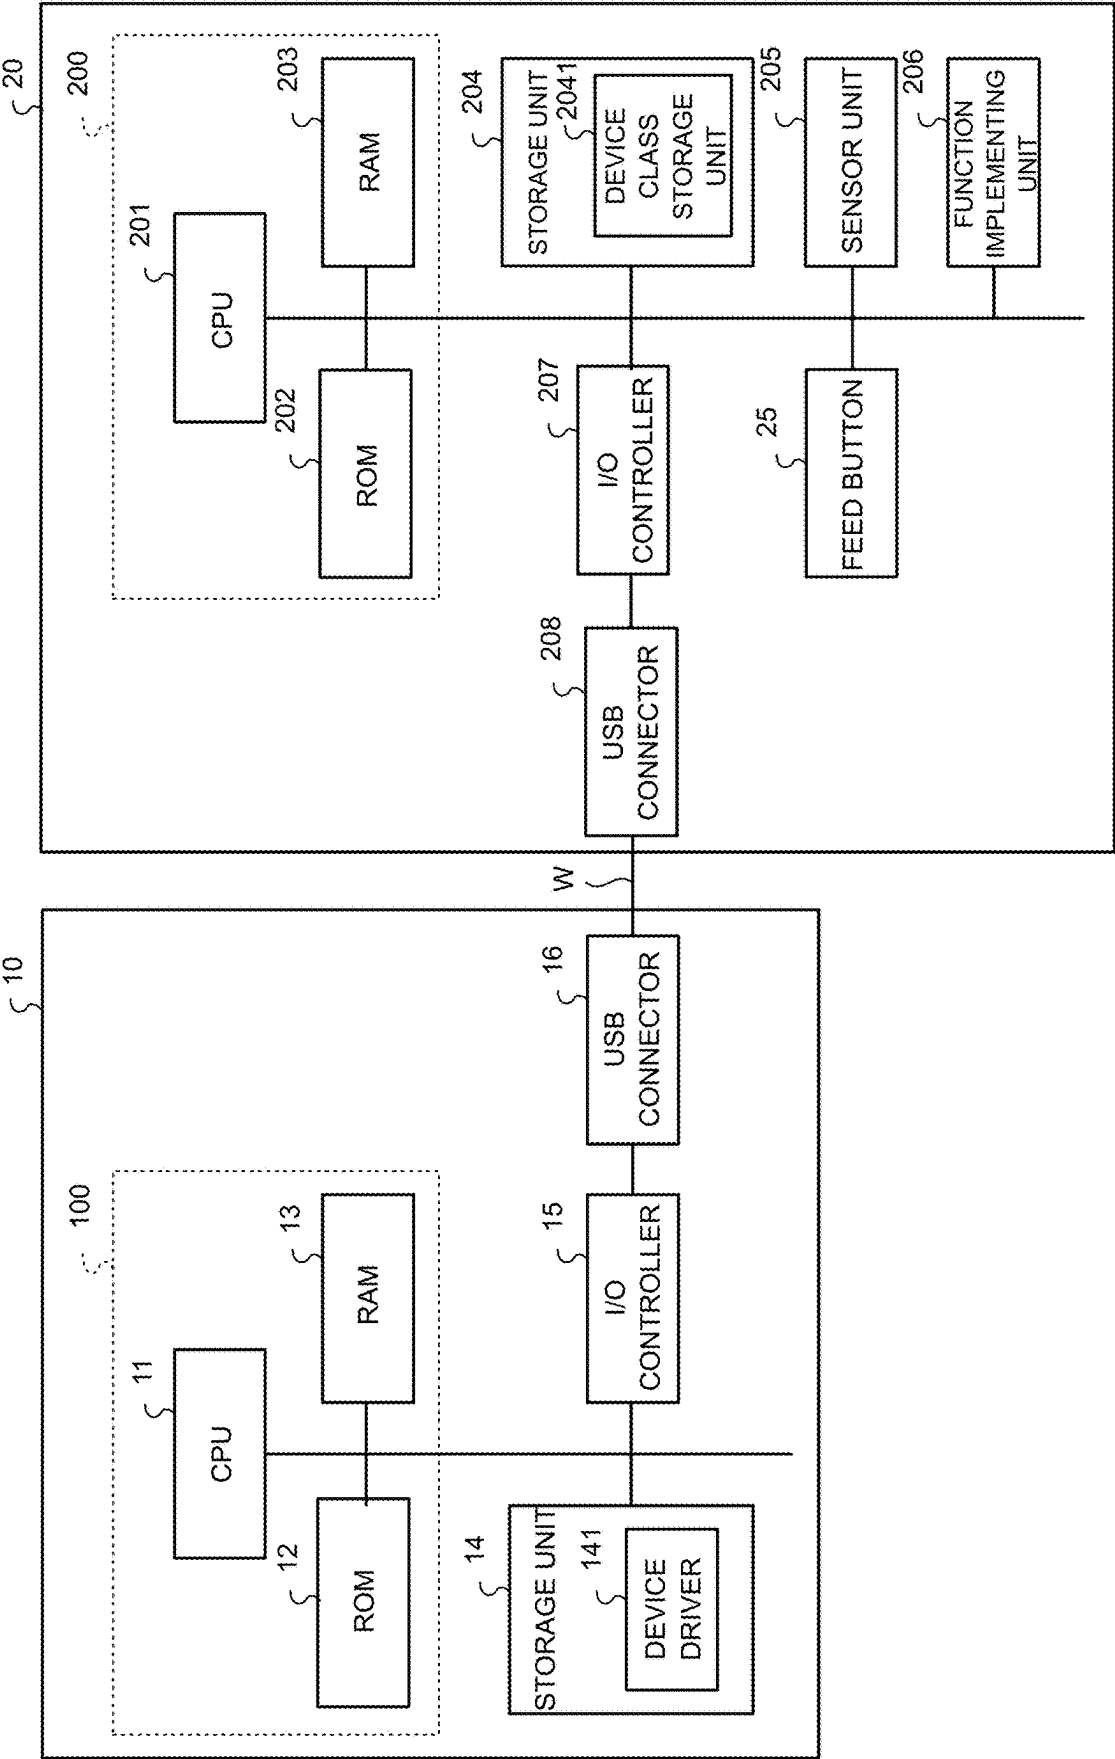 10
100
11
CPU
12
ROM
13
RAM
14
STORAGE UNIT
141
DEVICE
DRIVER
15
I/O
CONTROLLER
16
USB
CONNECTOR
W
20
200
201
CPU
202
ROM
203
RAM
204
STORAGE UNIT
2041
DEVICE
CLASS
STORAGE
UNIT
208
USB
CONNECTOR
207
I/O
CONTROLLER
205
SENSOR UNIT
25
FEED BUTTON
206
FUNCTION
IMPLEMENTING
UNIT